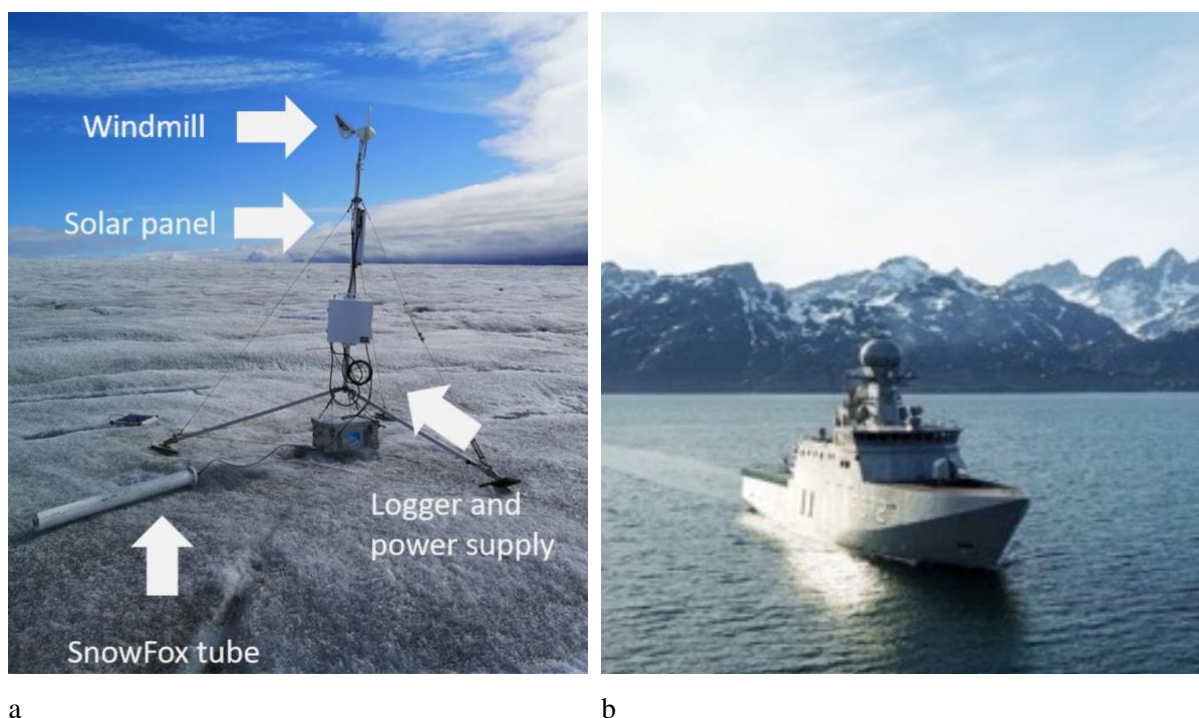 Windmill
Solar panel
Logger and
power supply
SnowFox tube
a
b